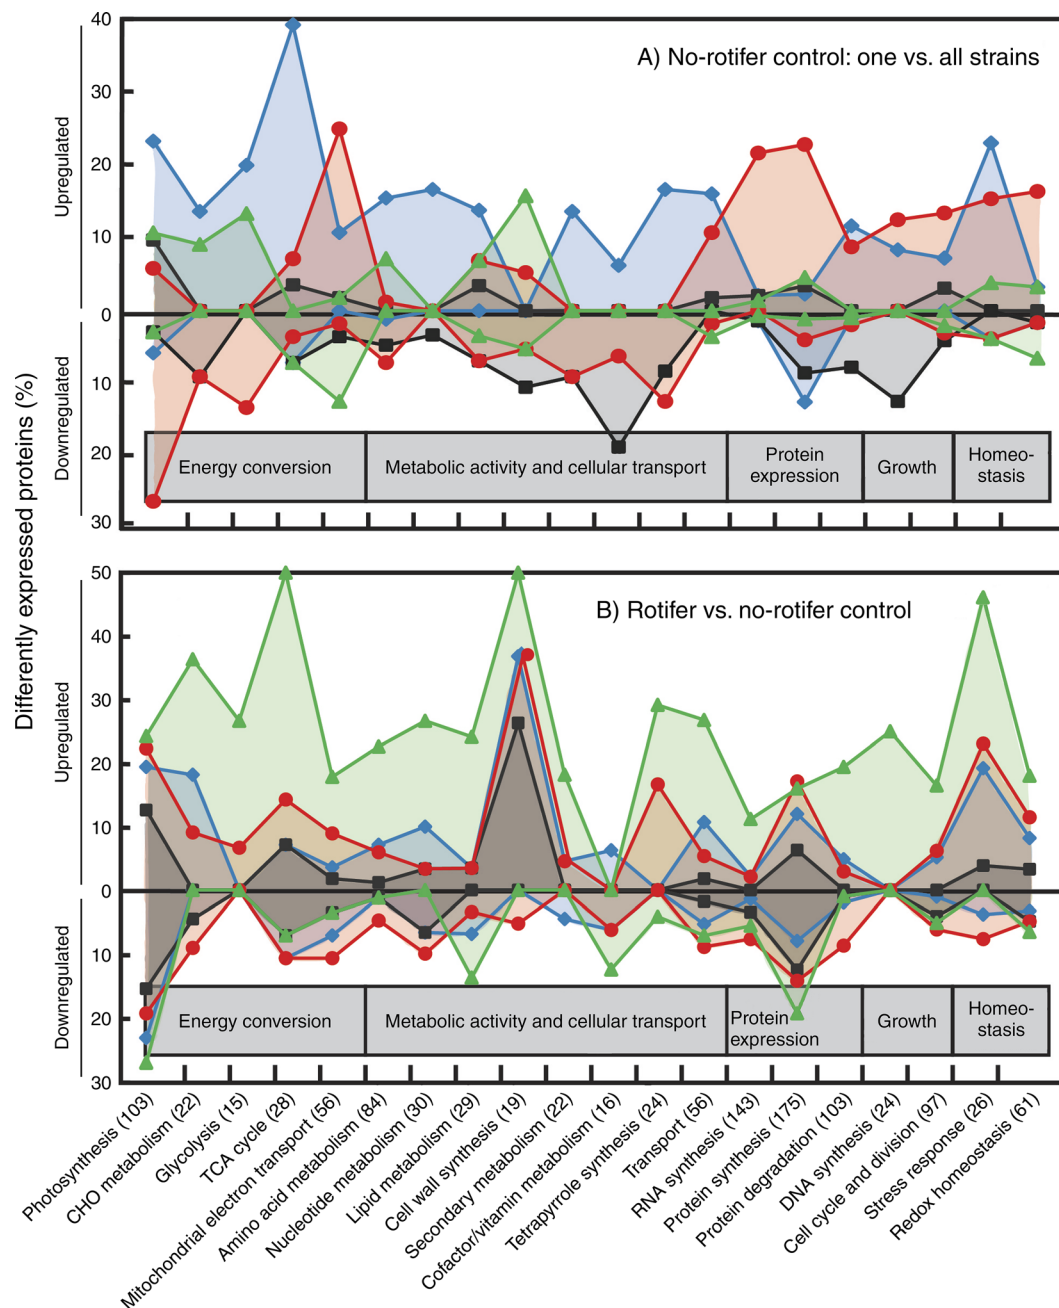 Differently expressed proteins (%)
A) No-rotifer control: one vs. all strains
Upregulated
Downregulated
40
30
20
10
0
10
20
30
Energy conversion
Metabolic activity and cellular transport
Protein
expression
Growth
Homeo-
stasis
B) Rotifer vs. no-rotifer control
Upregulated
Downregulated
50
40
30
20
10
0
10
20
30
Energy conversion
Metabolic activity and cellular transport
Protein
expression
Growth
Homeo-
stasis
Photosynthesis (103)
CHO metabolism (22)
Glycolysis (15)
TCA cycle (28)
Mitochondrial electron transport (56)
Amino acid metabolism (84)
Nucleotide metabolism (30)
Lipid metabolism (29)
Cell wall synthesis (19)
Secondary metabolism (22)
Cofactor/vitamin metabolism (16)
Tetrapyrrole synthesis (24)
Transport (56)
RNA synthesis (143)
Protein synthesis (175)
Protein degradation (103)
DNA synthesis (24)
Cell cycle and division (97)
Stress response (26)
Redox homeostasis (61)